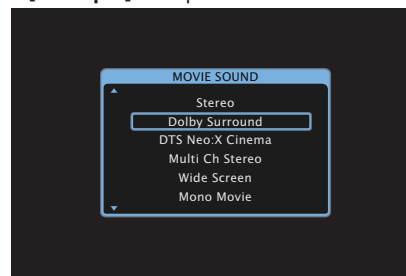 MOVIE SOUND
Stereo
Dolby Surround
DTS Neo:X Cinema
Multi Ch Stereo
Wide Screen
Mono Movie